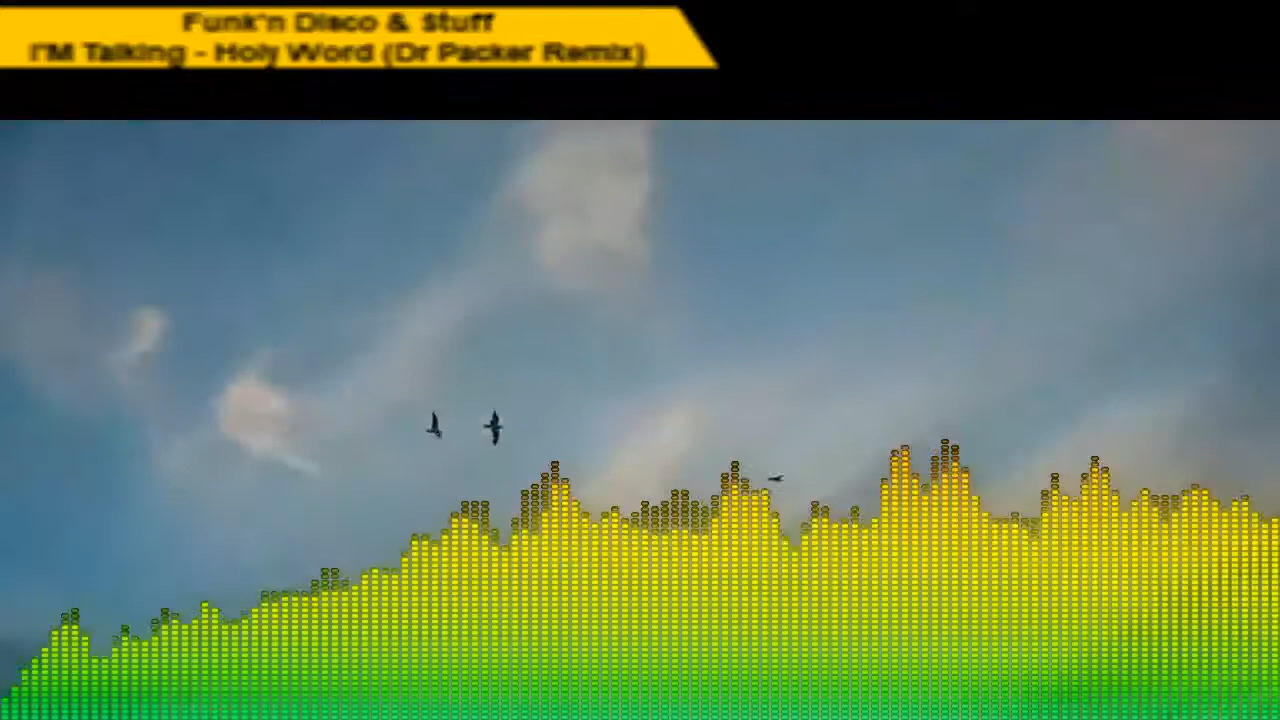 Funk'n Disco & Stuff
I'M Talking - Holy Word (Dr Packer Remix)